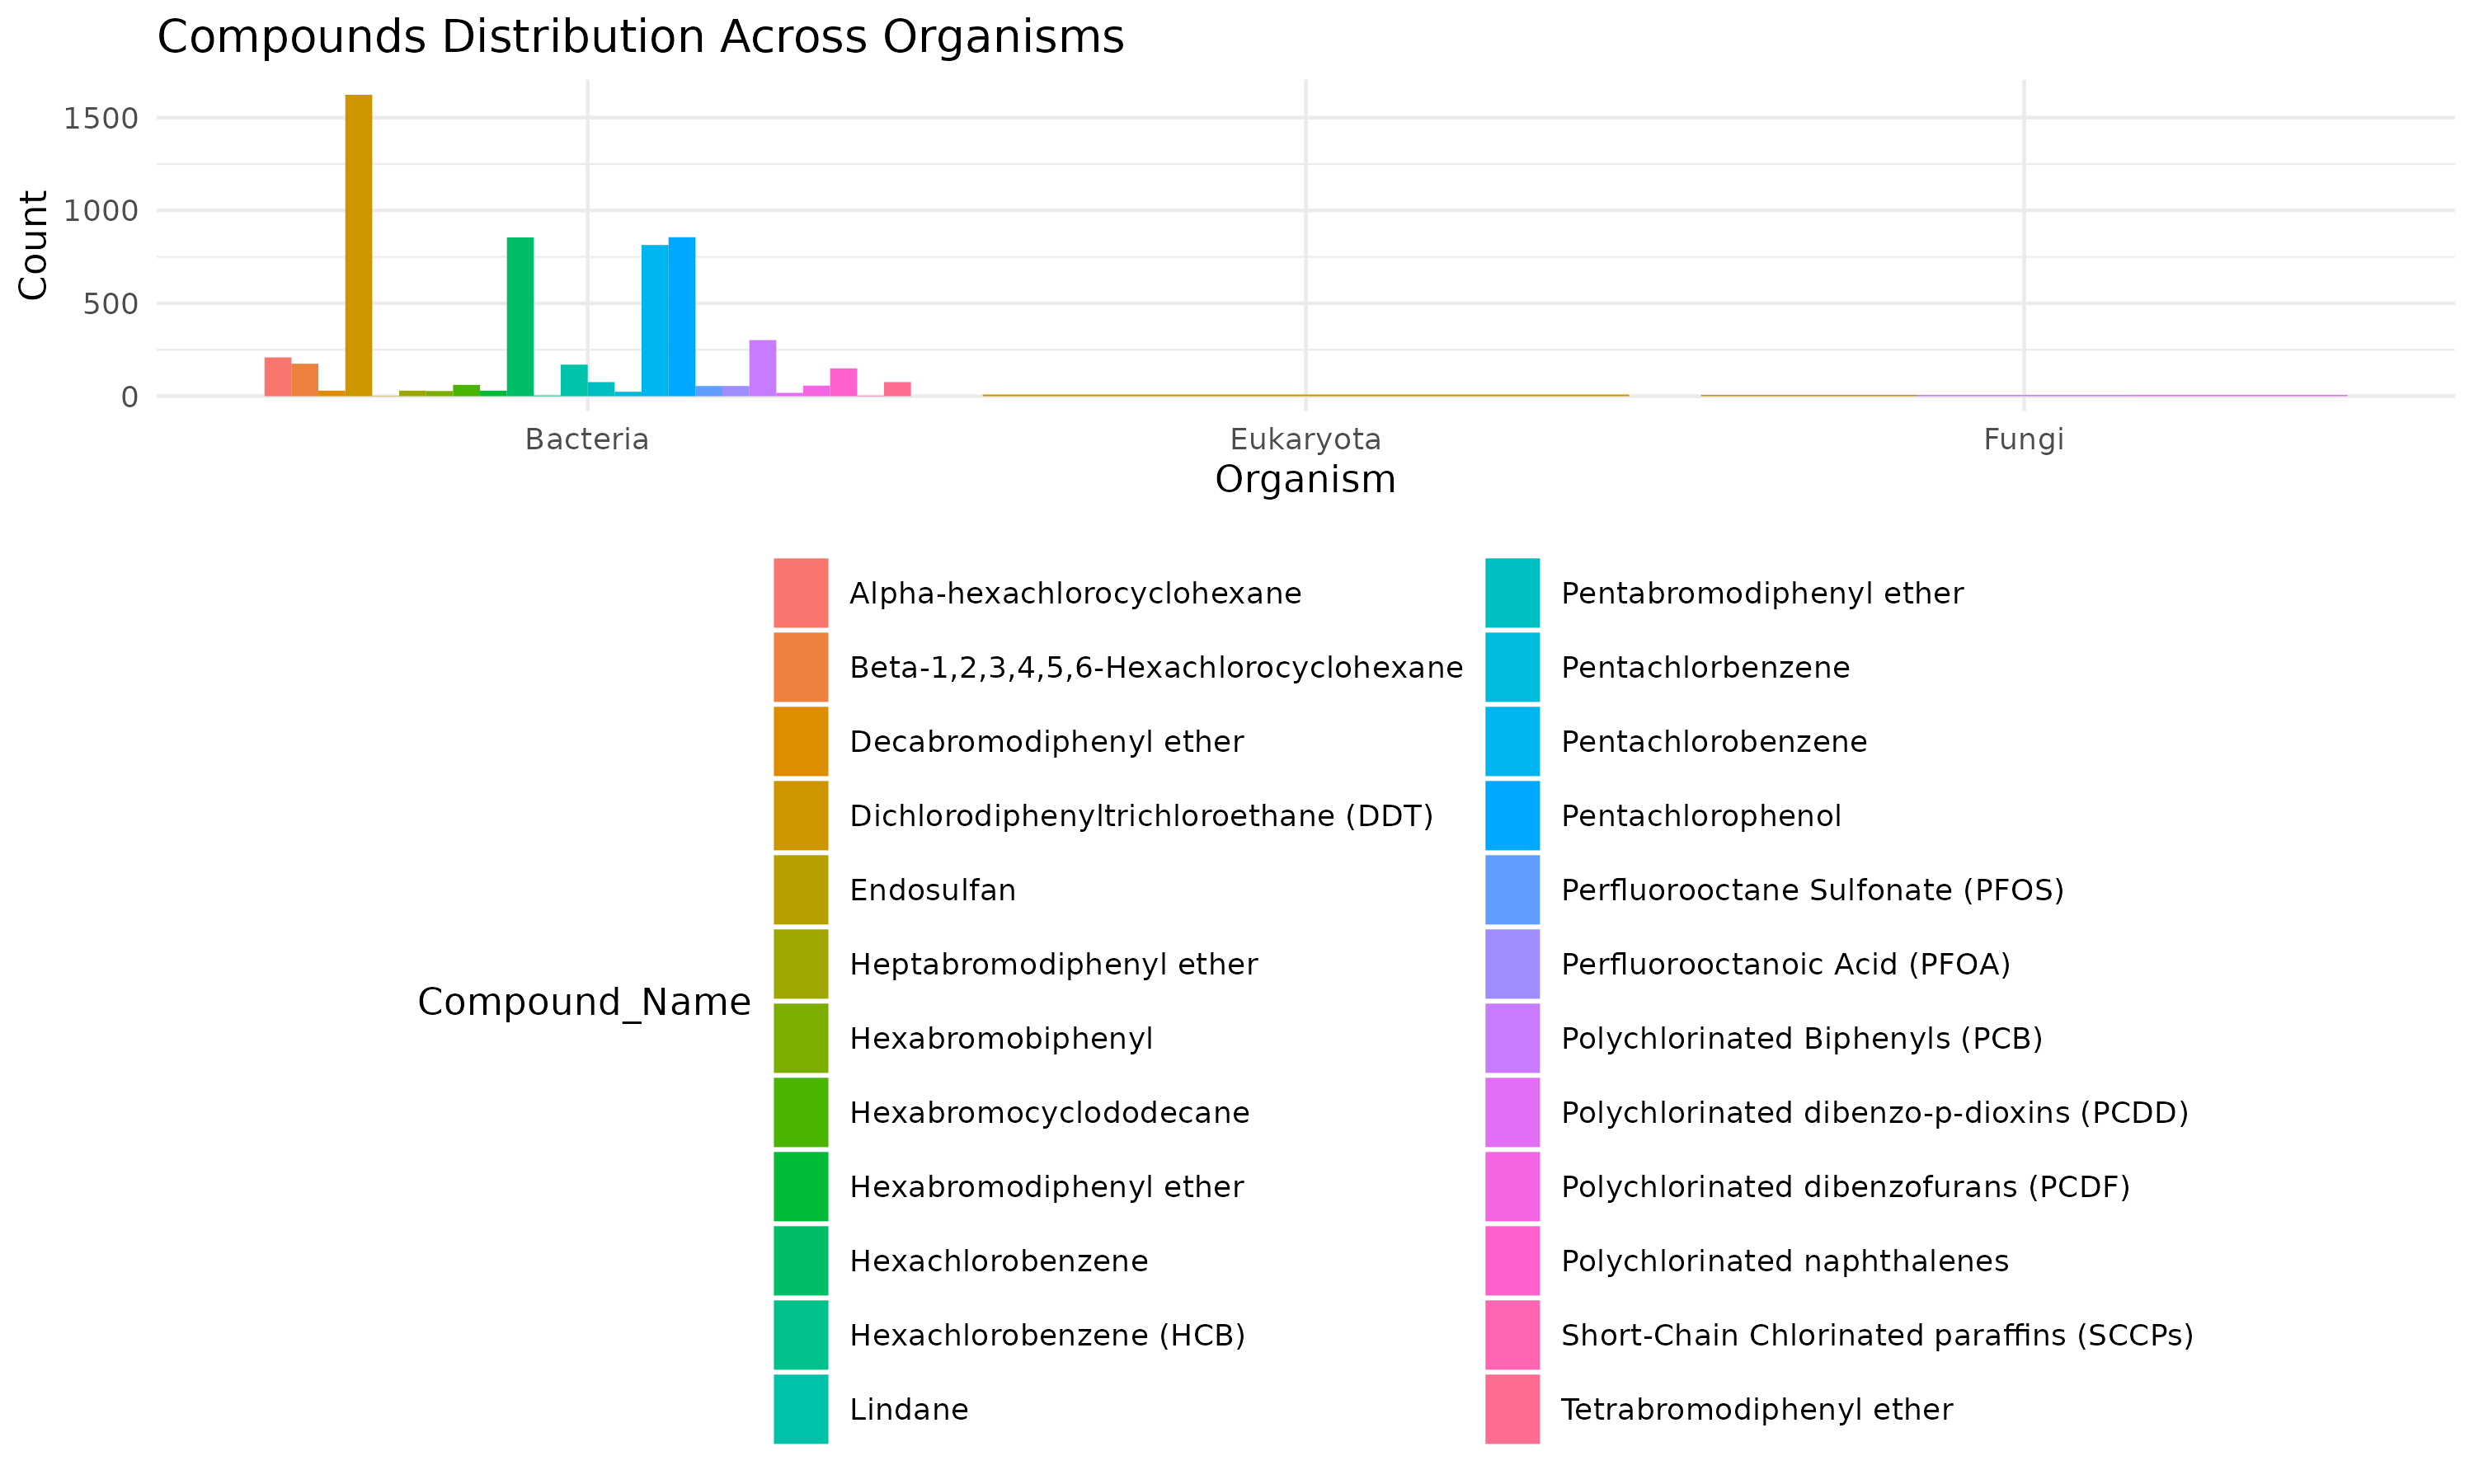 Compounds Distribution Across Organisms
Count
1500
1000
500
0
Bacteria
Eukaryota
Fungi
Organism
Compound_Name
Alpha-hexachlorocyclohexane
Beta-1,2,3,4,5,6-Hexachlorocyclohexane
Decabromodiphenyl ether
Dichlorodiphenyltrichloroethane (DDT)
Endosulfan
Heptabromodiphenyl ether
Hexabromobiphenyl
Hexabromocyclododecane
Hexabromodiphenyl ether
Hexachlorobenzene
Hexachlorobenzene (HCB)
Lindane
Pentabromodiphenyl ether
Pentachlorbenzene
Pentachlorobenzene
Pentachlorophenol
Perfluorooctane Sulfonate (PFOS)
Perfluorooctanoic Acid (PFOA)
Polychlorinated Biphenyls (PCB)
Polychlorinated dibenzo-p-dioxins (PCDD)
Polychlorinated dibenzofurans (PCDF)
Polychlorinated naphthalenes
Short-Chain Chlorinated paraffins (SCCPs)
Tetrabromodiphenyl ether